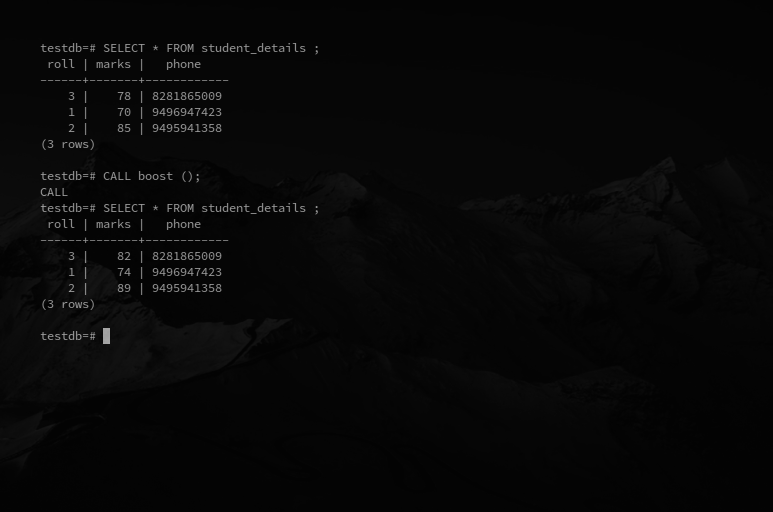 testdb=# SELECT * FROM student_details ;
 roll | marks |   phone
------+-------+------------
    3 |    78 | 8281865009
    1 |    70 | 9496947423
    2 |    85 | 9495941358
(3 rows)

testdb=# CALL boost ();
CALL
testdb=# SELECT * FROM student_details ;
 roll | marks |   phone
------+-------+------------
    3 |    82 | 8281865009
    1 |    74 | 9496947423
    2 |    89 | 9495941358
(3 rows)

testdb=#